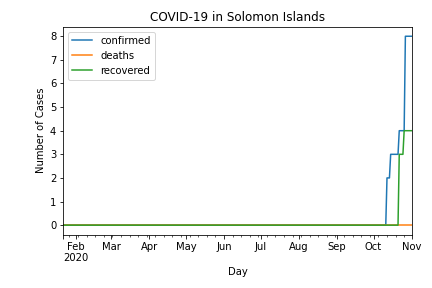 COVID-19 in Solomon Islands
confirmed
deaths
recovered
Number of Cases
8
7
6
5
4
3
2
1
0
Feb Mar Apr May Jun Jul Aug Sep Oct Nov
2020
Day